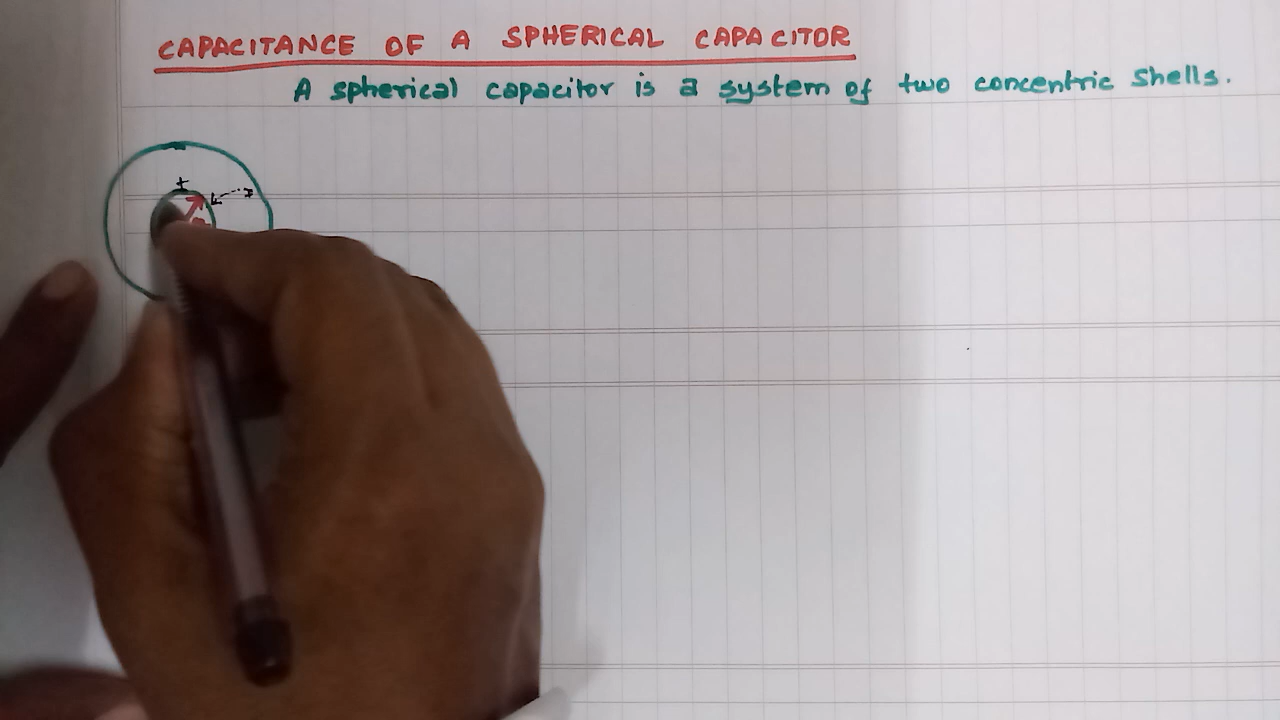 CAPACITANCE OF A SPHERICAL CAPACITOR
A spherical capacitor is a system of two concentric shells.
+